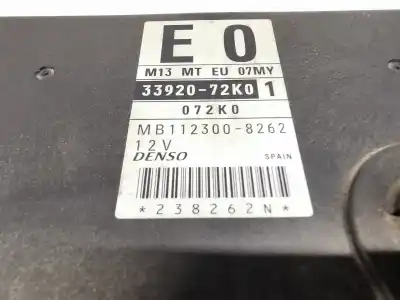 E 0
M13 MT EU 07MY
33920-72K0 1
072K0
MB112300-8262
12V
DENSO SPAIN
*238262N*